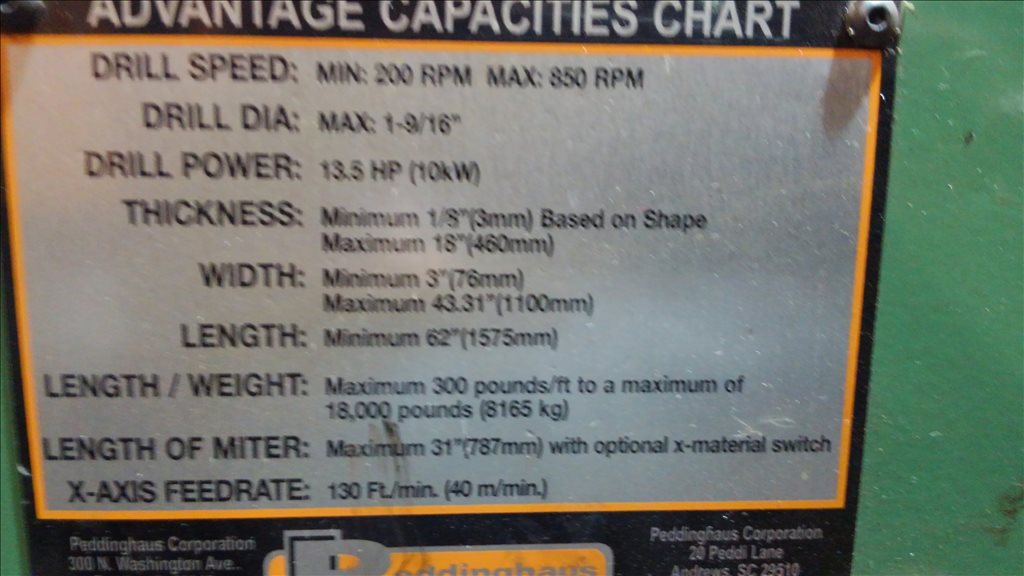 ADVANTAGE CAPACITIES CHART
DRILL SPEED: MIN: 200 RPM MAX: 850 RPM
DRILL DIA: MAX: 1-9/16"
DRILL POWER: 13.5 HP (10kW)
THICKNESS: Minimum 1/8"(3mm) Based on Shape
Maximum 18"(460mm)
WIDTH: Minimum 3"(76mm)
Maximum 43.31"(1100mm)
LENGTH: Minimum 62"(1575mm)
LENGTH / WEIGHT: Maximum 300 pounds/ft to a maximum of
18,000 pounds (8165 kg)
LENGTH OF MITER: Maximum 31"(787mm) with optional x-material switch
X-AXIS FEEDRATE: 130 Ft./min. (40 m/min.)
Peddinghaus Corporation
300 N. Washington Ave..
Peddinghaus
Peddinghaus Corporation
20 Peddi Lane
Andrews, SC 29510